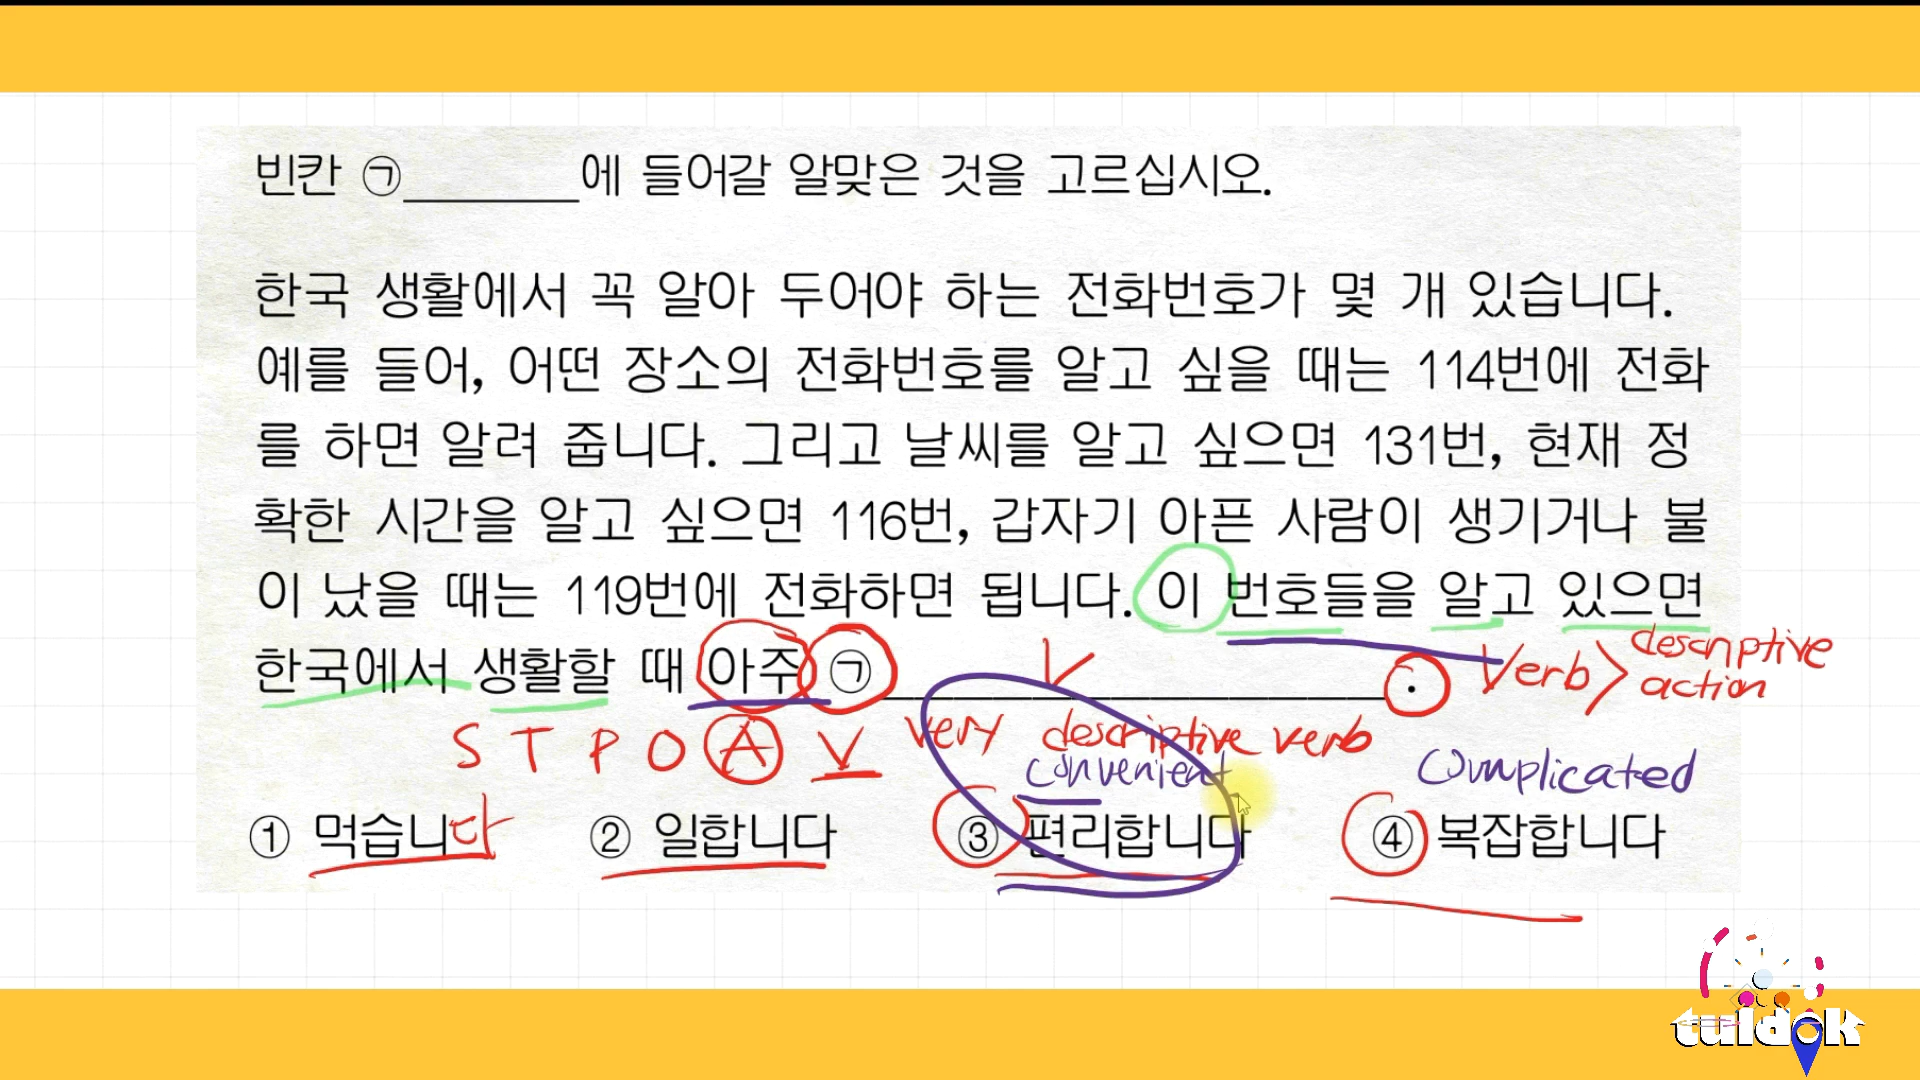 빈칸 ㉠______에 들어갈 알맞은 것을 고르십시오.
한국 생활에서 꼭 알아 두어야 하는 전화번호가 몇 개 있습니다.
예를 들어, 어떤 장소의 전화번호를 알고 싶을 때는 114번에 전화
를 하면 알려 줍니다. 그리고 날씨를 알고 싶으면 131번, 현재 정
확한 시간을 알고 싶으면 116번, 갑자기 아픈 사람이 생기거나 불
이 났을 때는 119번에 전화하면 됩니다. 이 번호들을 알고 있으면
한국에서 생활할 때 아주 ㉠______________.
V
Verb > descriptive
action
S T P O A V very descriptive verb
convenient complicated
① 먹습니다 ② 일합니다 ③ 편리합니다 ④ 복잡합니다
tuldok